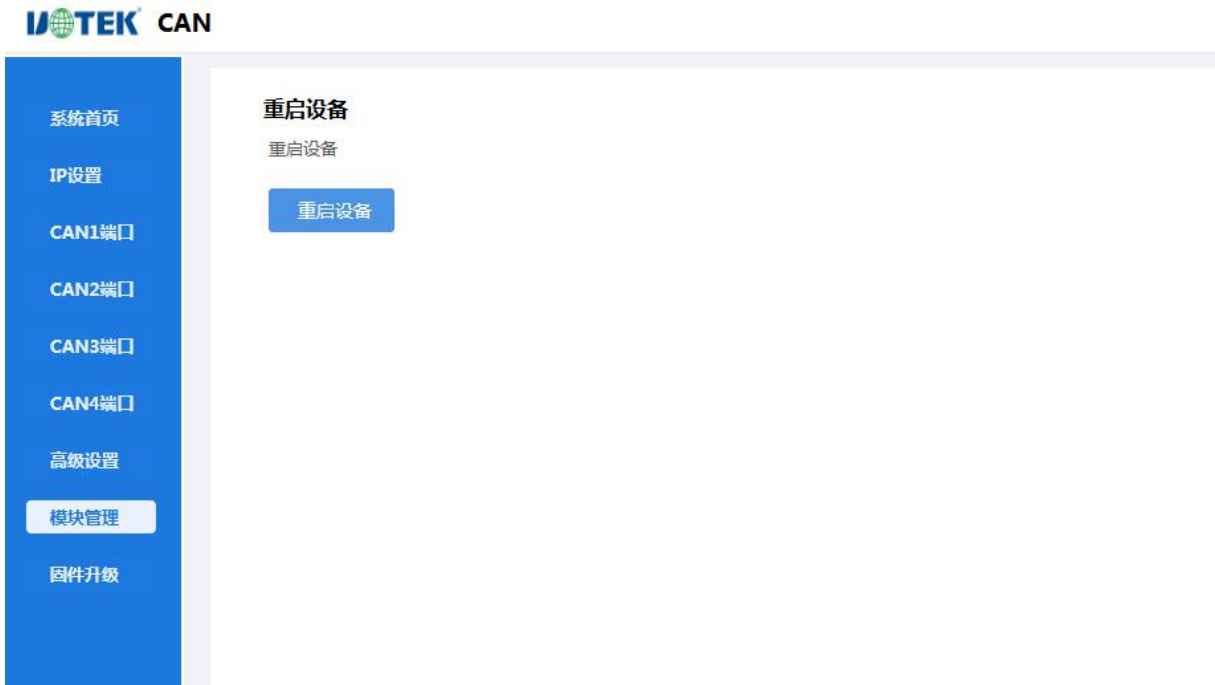 UOTEK CAN
系统首页
IP设置
CAN1端口
CAN2端口
CAN3端口
CAN4端口
高级设置
模块管理
固件升级
重启设备
重启设备
重启设备